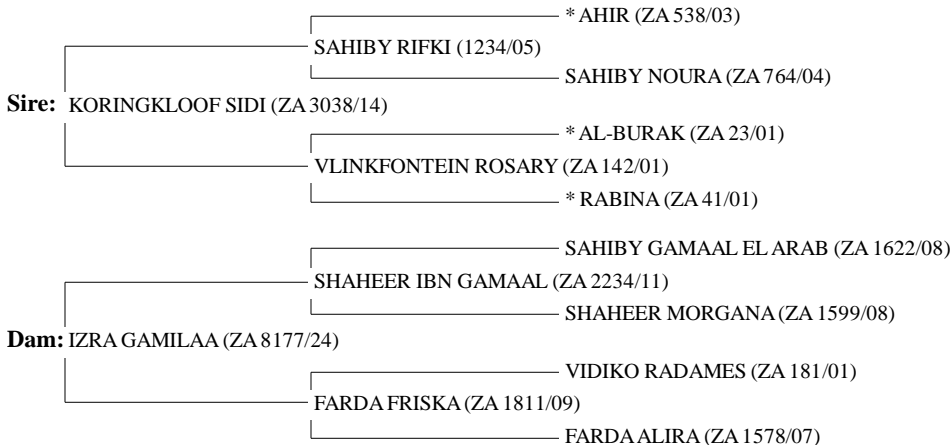 * AHIR (ZA 538/03)
SAHIBY RIFKI (1234/05)
SAHIBY NOURA (ZA 764/04)
Sire: KORINGKLOOF SIDI (ZA 3038/14)
* AL-BURAK (ZA 23/01)
VLINKFONTEIN ROSARY (ZA 142/01)
* RABINA (ZA 41/01)
SAHIBY GAMAAL EL ARAB (ZA 1622/08)
SHAHEER IBN GAMAAL (ZA 2234/11)
SHAHEER MORGANA (ZA 1599/08)
Dam: IZRA GAMILAA (ZA 8177/24)
VIDIKO RADAMES (ZA 181/01)
FARDA FRISKA (ZA 1811/09)
FARDA ALIRA (ZA 1578/07)